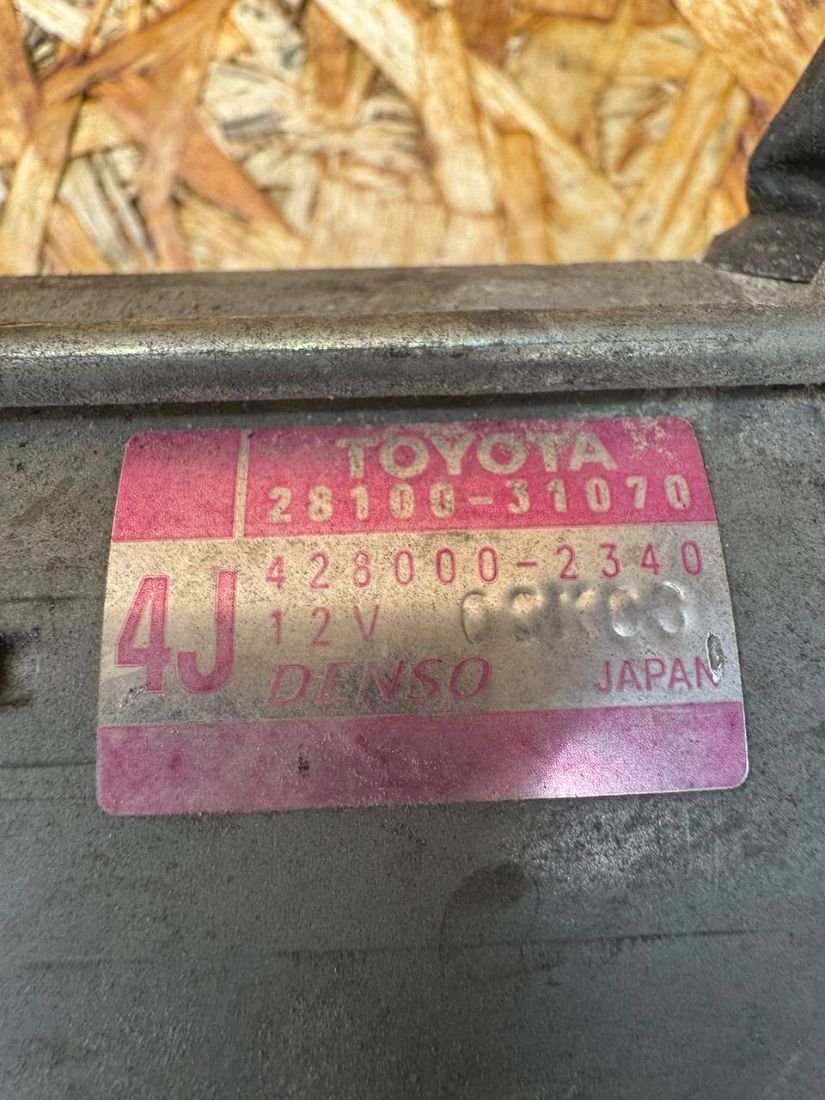 TOYOTA
28100-31070
4J
428000-2340
12V
DENSO JAPAN